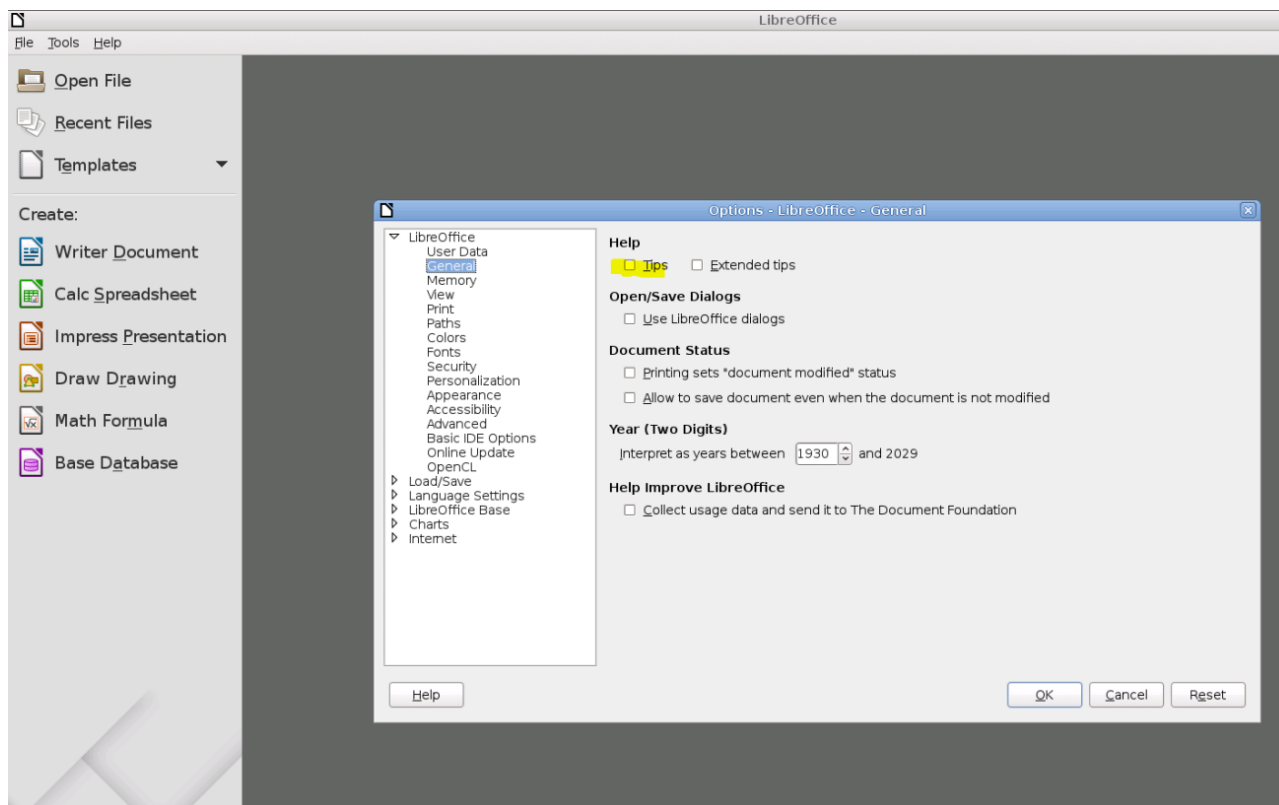 LibreOffice
File Tools Help
Open File
Recent Files
Templates
Create:
Writer Document
Calc Spreadsheet
Impress Presentation
Draw Drawing
Math Formula
Base Database
Options - LibreOffice - General
LibreOffice
User Data
General
Memory
View
Print
Paths
Colors
Fonts
Security
Personalization
Appearance
Accessibility
Advanced
Basic IDE Options
Online Update
OpenCL
Load/Save
Language Settings
LibreOffice Base
Charts
Internet
Help
Tips Extended tips
Open/Save Dialogs
Use LibreOffice dialogs
Document Status
Printing sets "document modified" status
Allow to save document even when the document is not modified
Year (Two Digits)
Interpret as years between 1930 and 2029
Help Improve LibreOffice
Collect usage data and send it to The Document Foundation
Help OK Cancel Reset